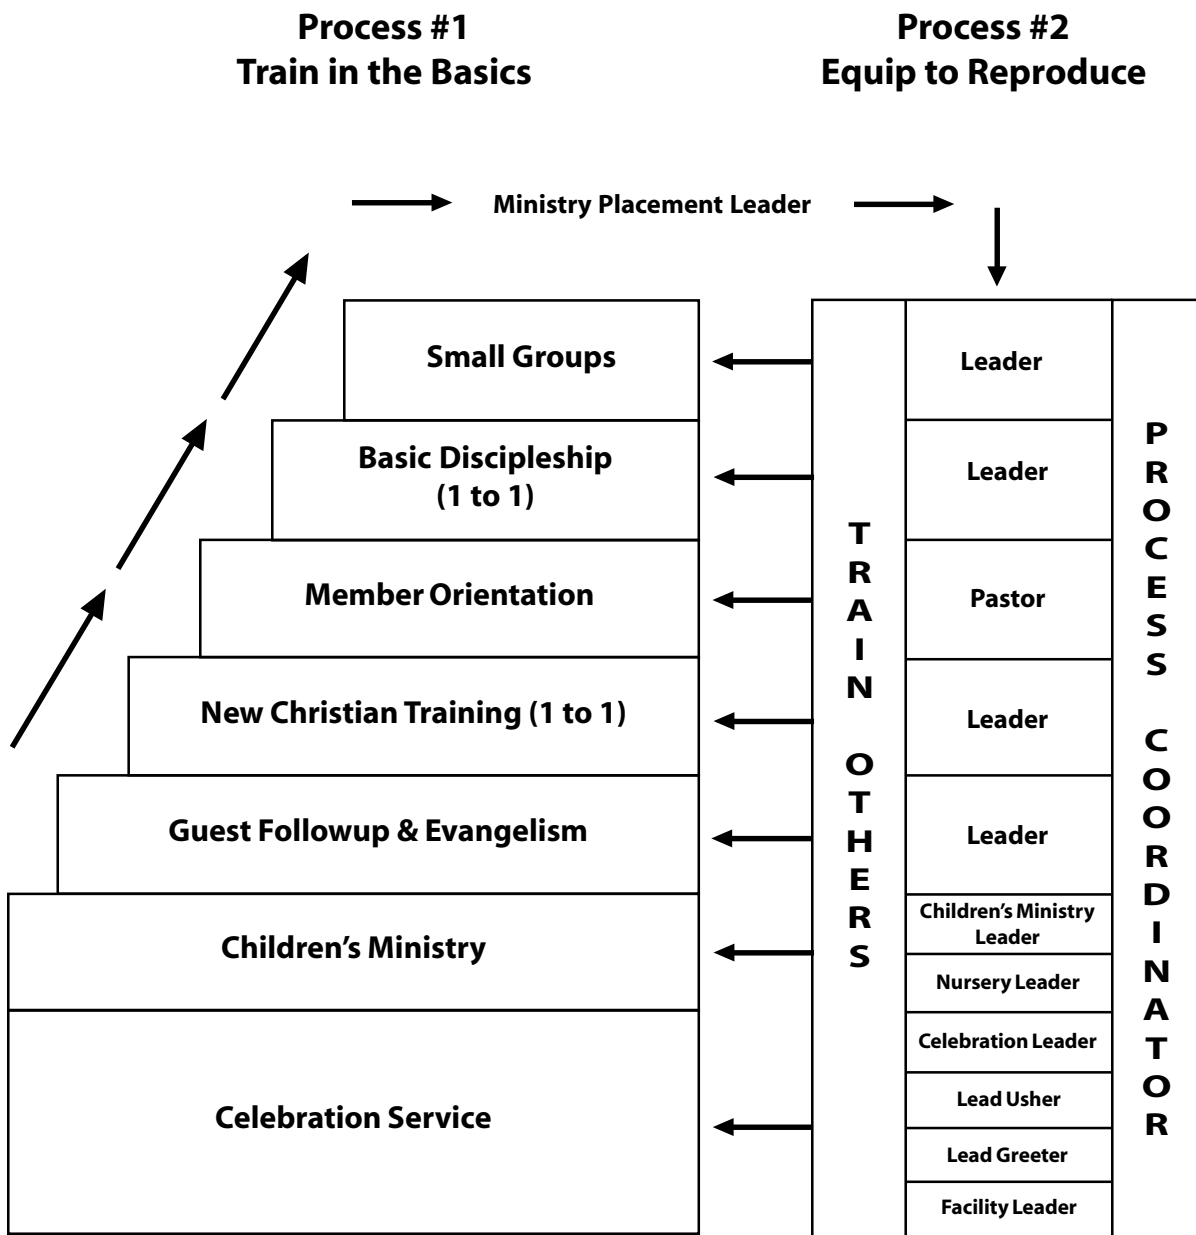 Process #1
Train in the Basics
Process #2
Equip to Reproduce
Ministry Placement Leader
Small Groups
Basic Discipleship
(1 to 1)
Member Orientation
New Christian Training (1 to 1)
Guest Followup & Evangelism
Children’s Ministry
Celebration Service
TRAIN OTHERS
Leader
Leader
Pastor
Leader
Leader
Children’s Ministry
Leader
Nursery Leader
Celebration Leader
Lead Usher
Lead Greeter
Facility Leader
PROCESS COORDINATOR